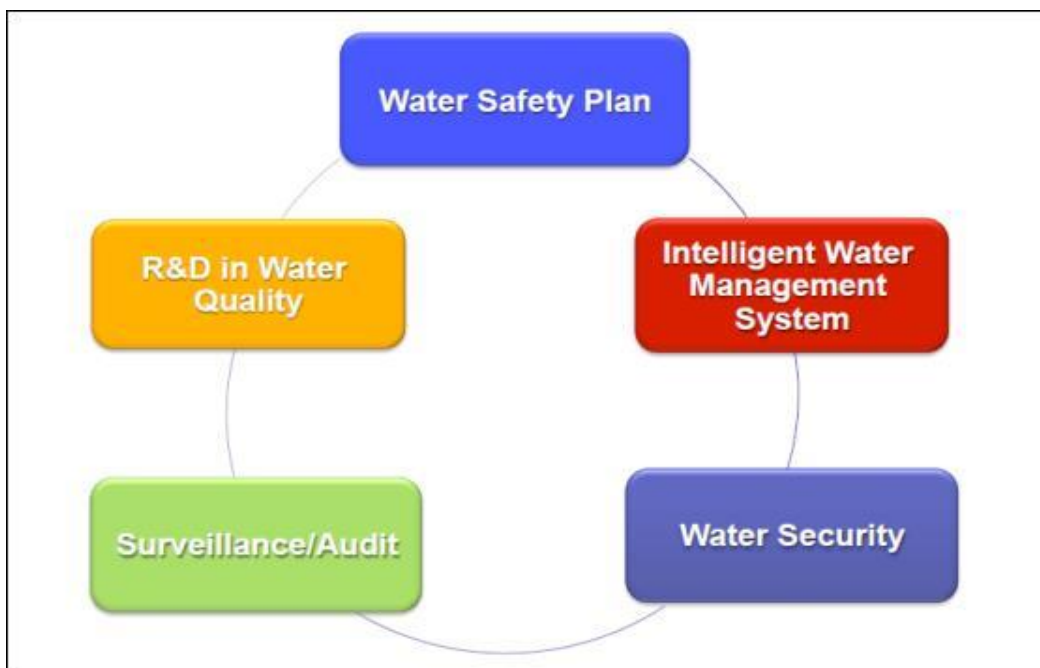 Water Safety Plan
Intelligent Water
Management
System
Water Security
Surveillance/Audit
R&D in Water
Quality